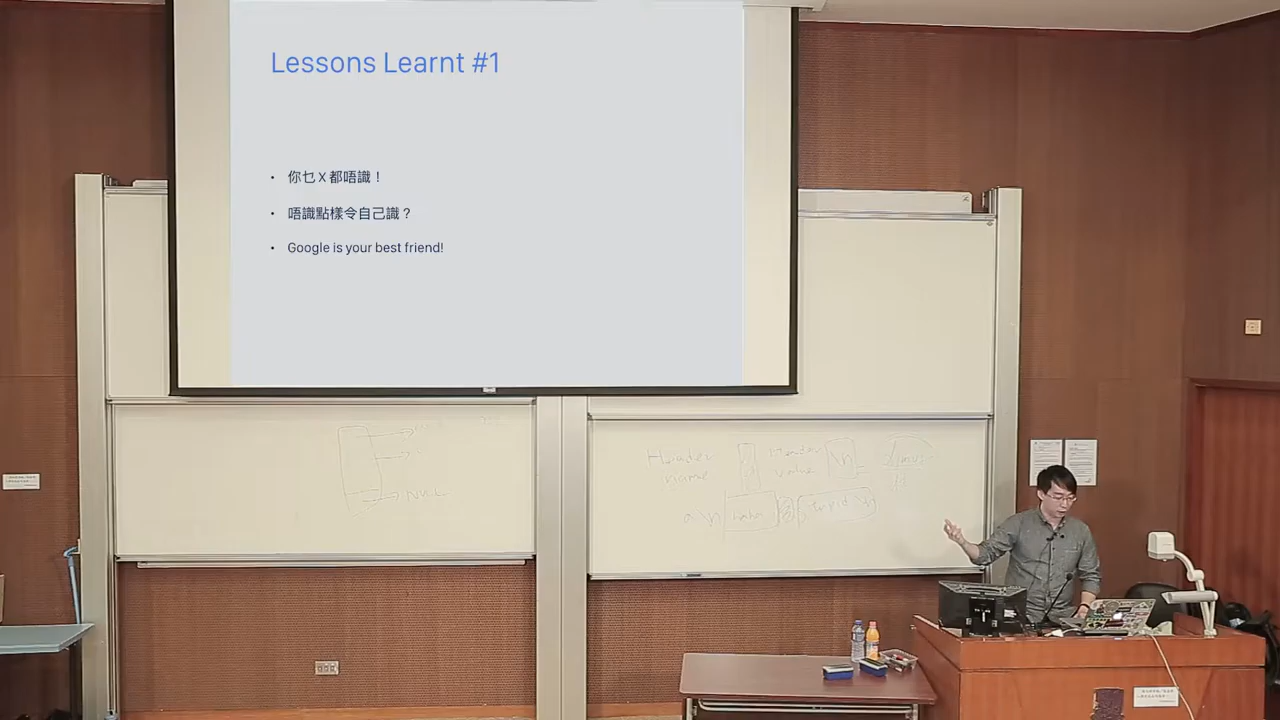 Lessons Learnt #1
• 你乜X都唔識！
• 唔識點樣令自己識？
• Google is your best friend!
NULL
Header : Header \n
name value
a\n